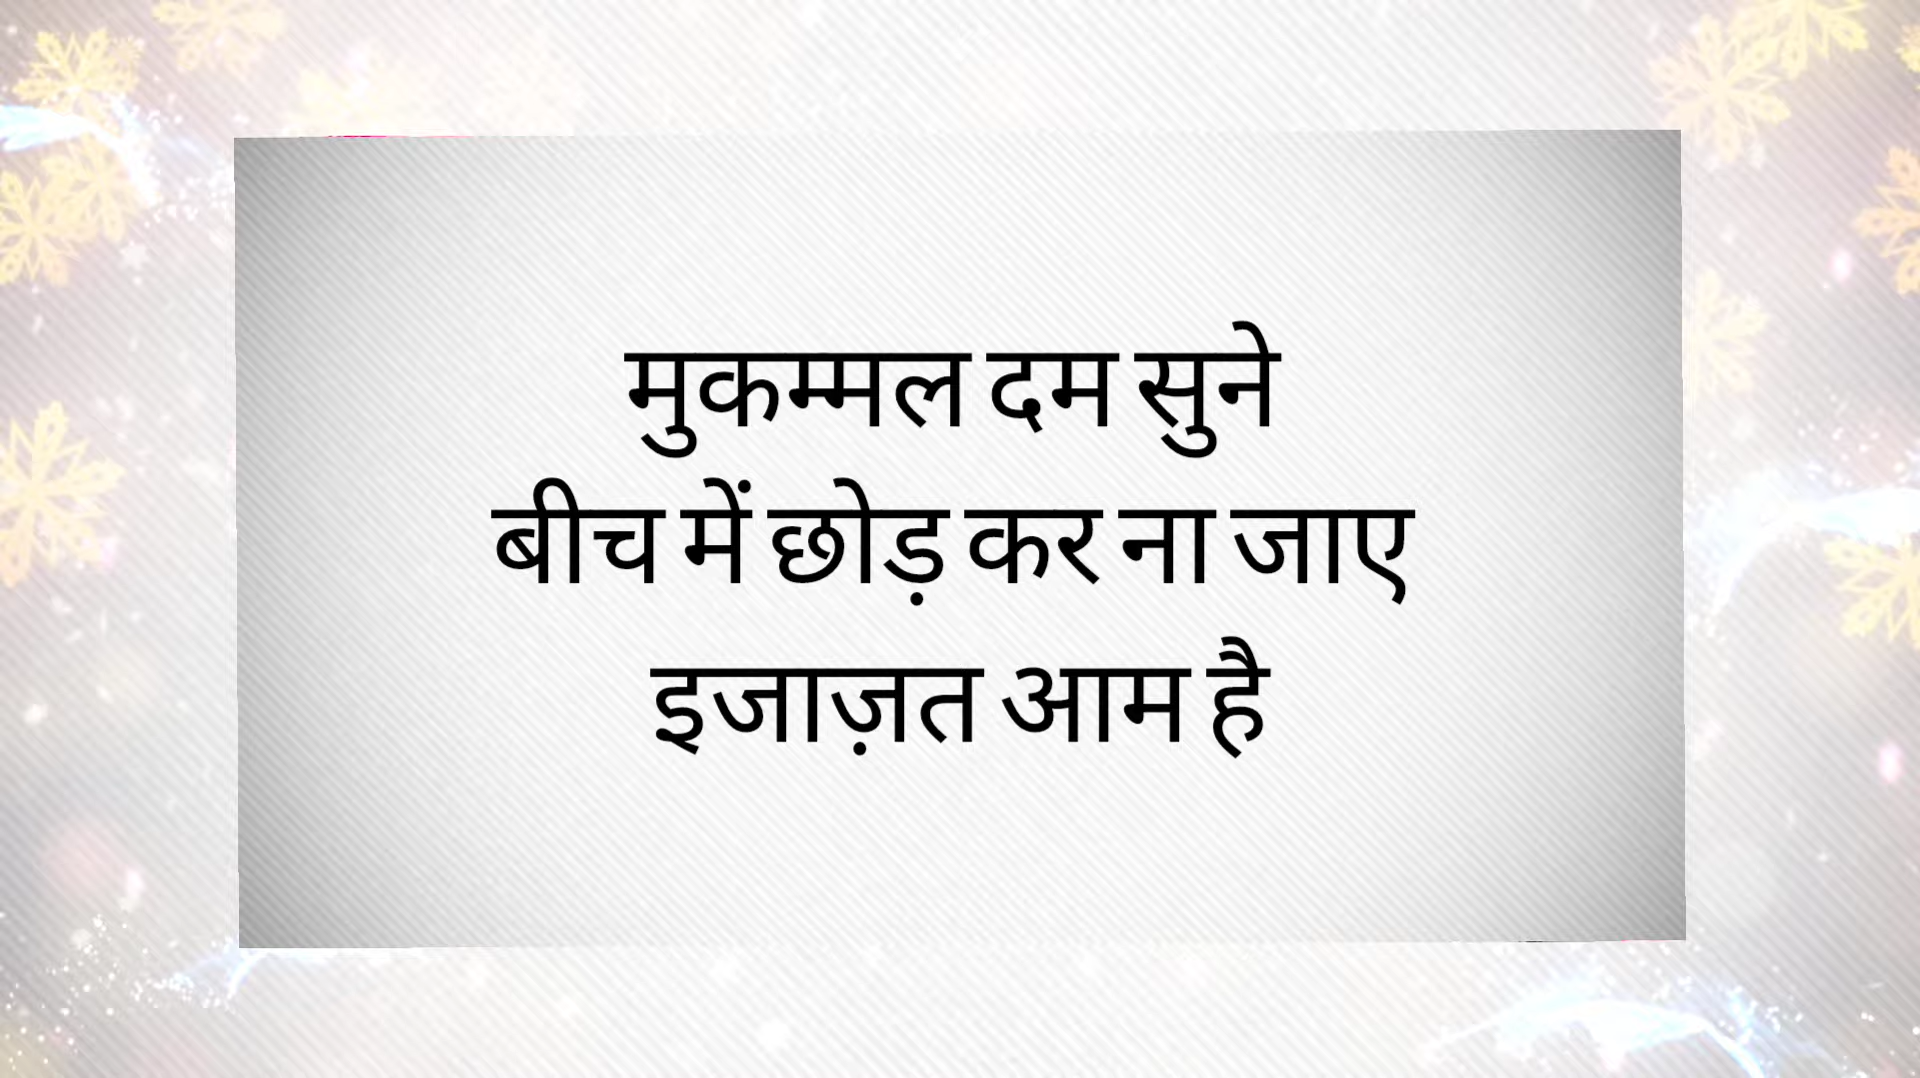 मुकम्मल दम सुने
बीच में छोड़ कर ना जाए
इजाज़त आम है